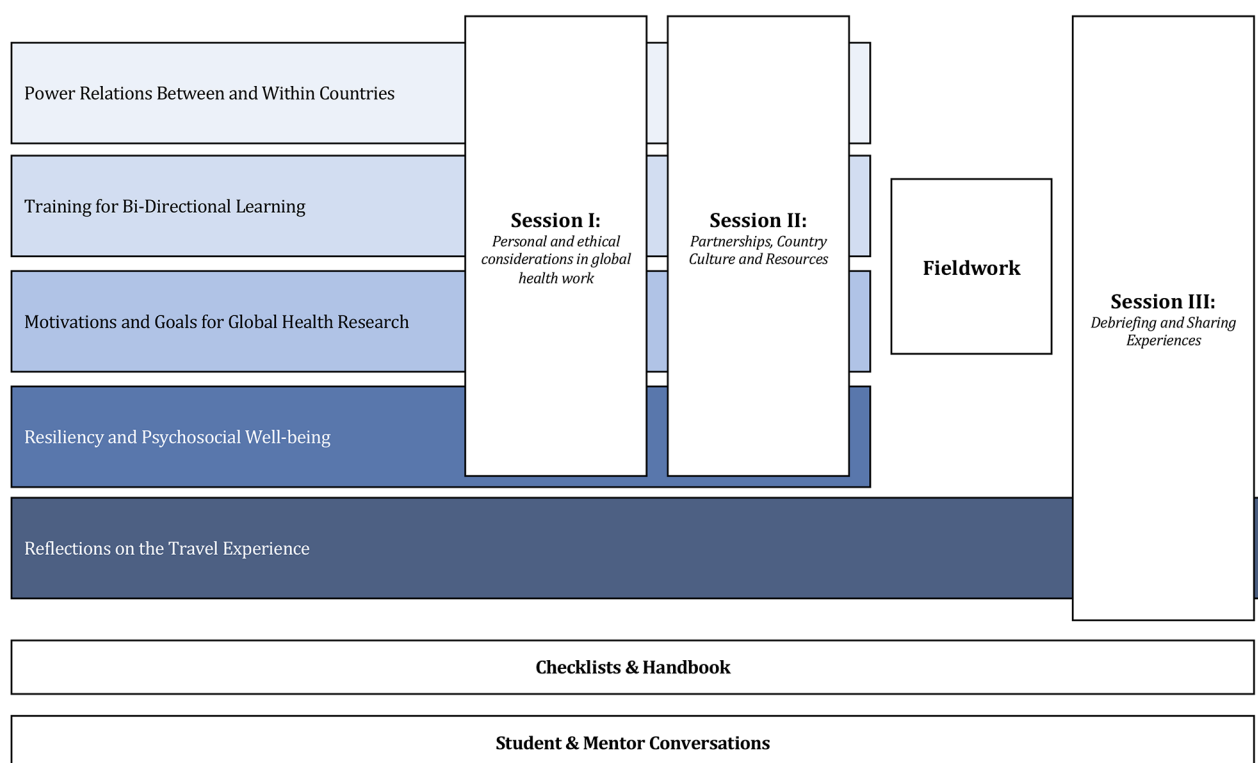 Power Relations Between and Within Countries
Training for Bi-Directional Learning
Motivations and Goals for Global Health Research
Resiliency and Psychosocial Well-being
Reflections on the Travel Experience
Session I:
Personal and ethical
considerations in global
health work
Session II:
Partnerships, Country
Culture and Resources
Fieldwork
Session III:
Debriefing and Sharing
Experiences
Checklists & Handbook
Student & Mentor Conversations